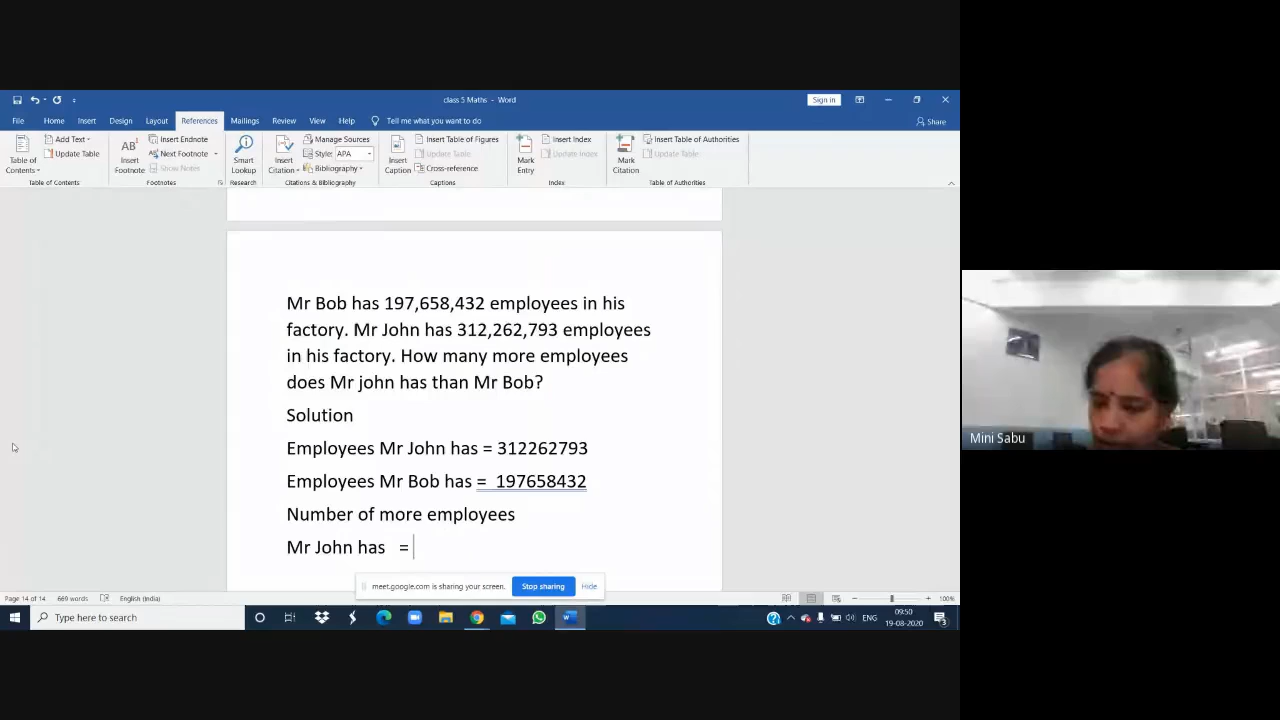 class 5 Maths - Word
Sign in
File Home Insert Design Layout References Mailings Review View Help Tell me what you want to do
Share
Table of Contents
Add Text
Update Table
Table of Contents
AB
Insert Footnote
Insert Endnote
Next Footnote
Show Notes
Footnotes
Smart Lookup
Research
Insert Citation
Manage Sources
Style: APA
Bibliography
Citations & Bibliography
Insert Caption
Insert Table of Figures
Update Table
Cross-reference
Captions
Mark Entry
Insert Index
Update Index
Index
Mark Citation
Insert Table of Authorities
Update Table
Table of Authorities
Mr Bob has 197,658,432 employees in his
factory. Mr John has 312,262,793 employees
in his factory. How many more employees
does Mr john has than Mr Bob?
Solution
Employees Mr John has = 312262793
Employees Mr Bob has = 197658432
Number of more employees
Mr John has =
meet.google.com is sharing your screen. Stop sharing Hide
Page 14 of 14 669 words English (India)
100%
Type here to search
ENG
09:50
19-08-2020
3
Mini Sabu